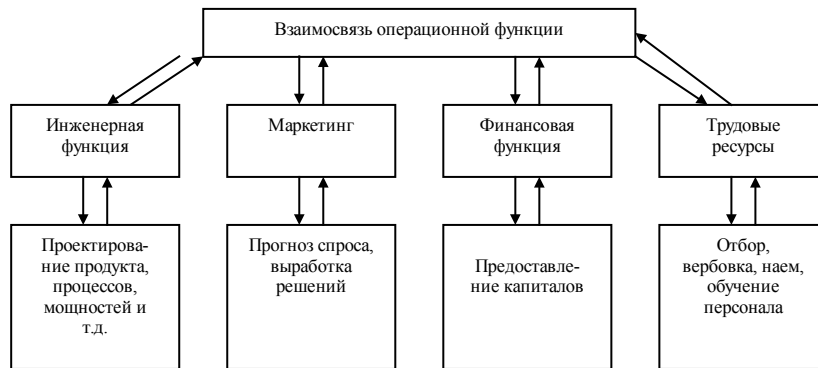 Взаимосвязь операционной функции
Инженерная
функция
Маркетинг
Финансовая
функция
Трудовые
ресурсы
Проектирова-
ние продукта,
процессов,
мощностей и
т.д.
Прогноз спроса,
выработка
решений
Предоставле-
ние капиталов
Отбор,
вербовка, наем,
обучение
персонала